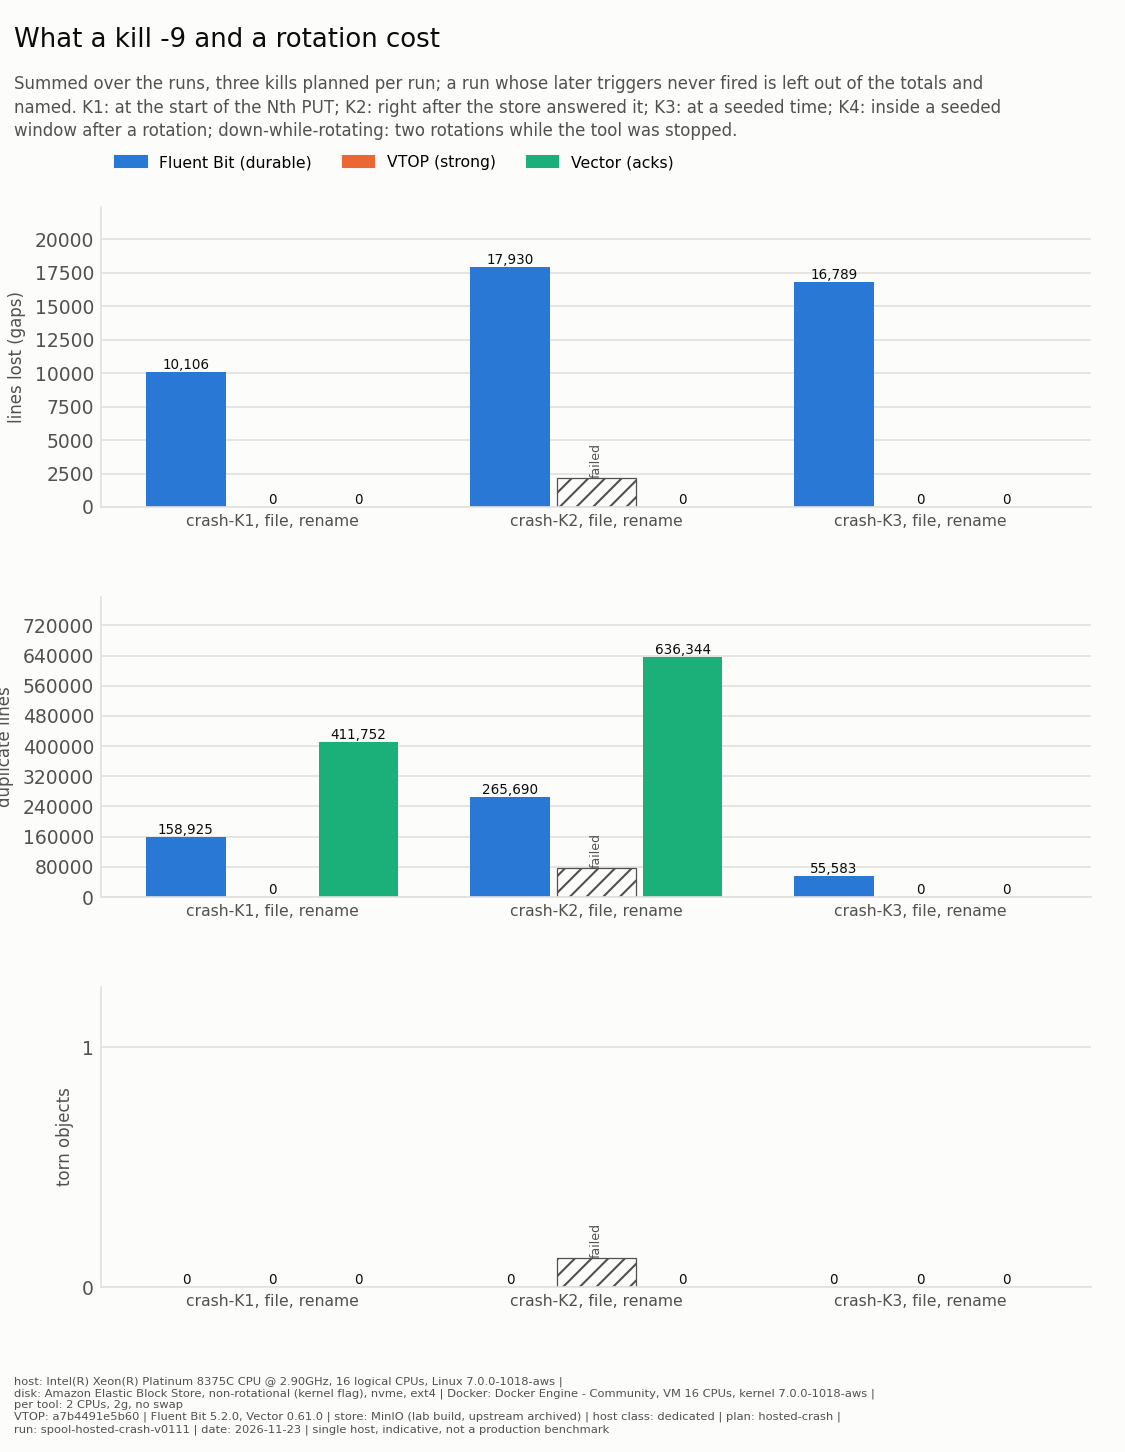 What a kill -9 and a rotation cost
Summed over the runs, three kills planned per run; a run whose later triggers never fired is left out of the totals and
named. K1: at the start of the Nth PUT; K2: right after the store answered it; K3: at a seeded time; K4: inside a seeded
window after a rotation; down-while-rotating: two rotations while the tool was stopped.
Fluent Bit (durable) VTOP (strong) Vector (acks)
lines lost (gaps)
20000
17500
15000
12500
10000
7500
5000
2500
0
10,106 0 0 17,930 failed 0 16,789 0 0
crash-K1, file, rename crash-K2, file, rename crash-K3, file, rename
duplicate lines
720000
640000
560000
480000
400000
320000
240000
160000
80000
0
158,925 0 411,752 265,690 failed 636,344 55,583 0 0
crash-K1, file, rename crash-K2, file, rename crash-K3, file, rename
torn objects
1
0
0 0 0 0 failed 0 0 0 0
crash-K1, file, rename crash-K2, file, rename crash-K3, file, rename
host: Intel(R) Xeon(R) Platinum 8375C CPU @ 2.90GHz, 16 logical CPUs, Linux 7.0.0-1018-aws |
disk: Amazon Elastic Block Store, non-rotational (kernel flag), nvme, ext4 | Docker: Docker Engine - Community, VM 16 CPUs, kernel 7.0.0-1018-aws |
per tool: 2 CPUs, 2g, no swap
VTOP: a7b4491e5b60 | Fluent Bit 5.2.0, Vector 0.61.0 | store: MinIO (lab build, upstream archived) | host class: dedicated | plan: hosted-crash |
run: spool-hosted-crash-v0111 | date: 2026-11-23 | single host, indicative, not a production benchmark